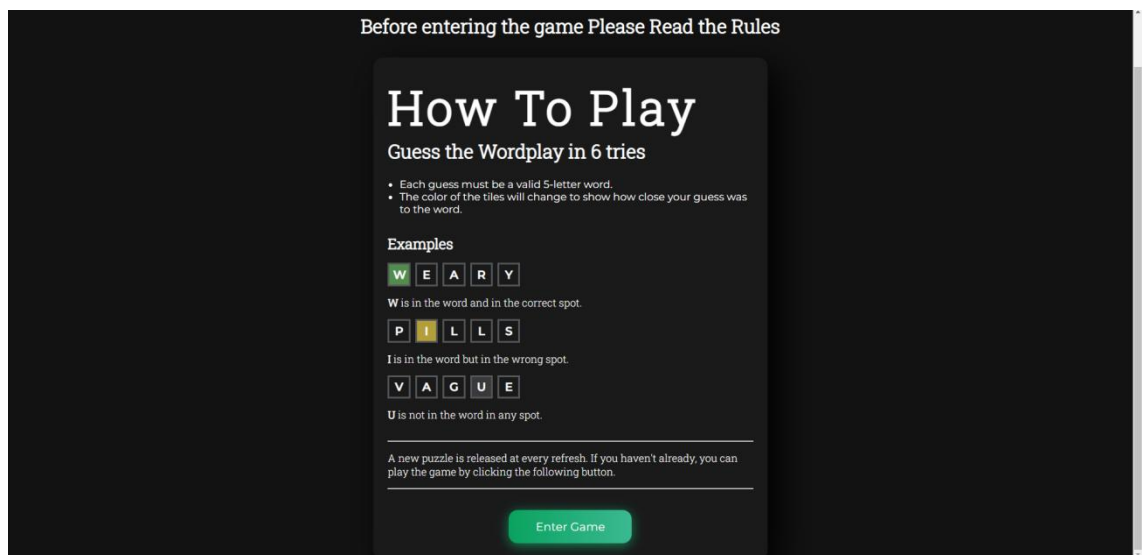 Before entering the game Please Read the Rules
How To Play
Guess the Wordplay in 6 tries
• Each guess must be a valid 5-letter word.
• The color of the tiles will change to show how close your guess was
to the word.
Examples
W E A R Y
W is in the word and in the correct spot.
P I L L S
I is in the word but in the wrong spot.
V A G U E
U is not in the word in any spot.
A new puzzle is released at every refresh. If you haven't already, you can
play the game by clicking the following button.
Enter Game